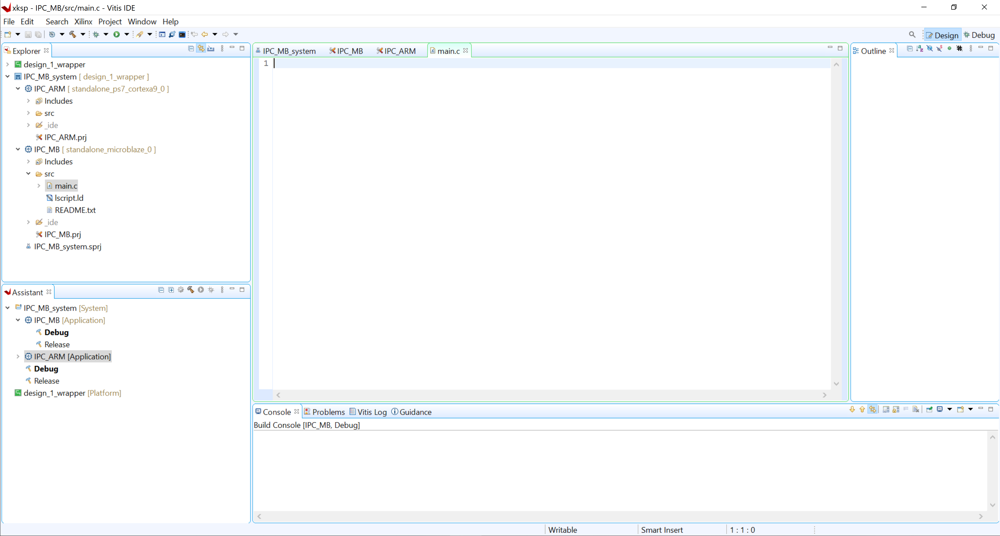 xksp - IPC_MB/src/main.c - Vitis IDE
File Edit Search Xilinx Project Window Help
Design Debug
Explorer
design_1_wrapper
IPC_MB_system [ design_1_wrapper ]
IPC_ARM [ standalone_ps7_cortexa9_0 ]
Includes
src
_ide
IPC_ARM.prj
IPC_MB [ standalone_microblaze_0 ]
Includes
src
main.c
lscript.ld
README.txt
_ide
IPC_MB.prj
IPC_MB_system.sprj
Assistant
IPC_MB_system [System]
IPC_MB [Application]
Debug
Release
IPC_ARM [Application]
Debug
Release
design_1_wrapper [Platform]
IPC_MB_system IPC_MB IPC_ARM main.c
1
Outline
Console Problems Vitis Log Guidance
Build Console [IPC_MB, Debug]
Writable Smart Insert 1 : 1 : 0